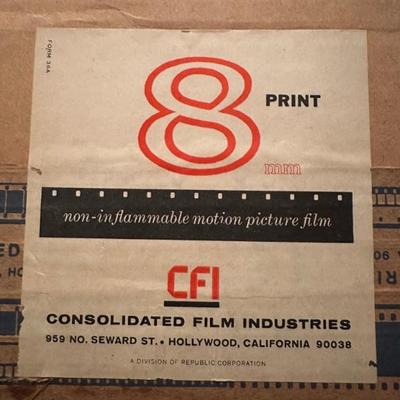 FORM 36A
8
PRINT
mm
non-inflammable motion picture film
CFI
CONSOLIDATED FILM INDUSTRIES
959 NO. SEWARD ST. • HOLLYWOOD, CALIFORNIA 90038
A DIVISION OF REPUBLIC CORPORATION